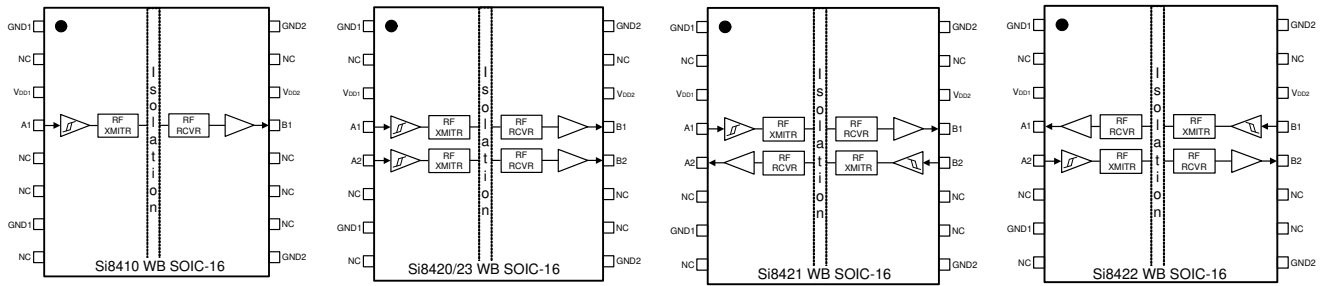 GND1
NC
VDD1
A1
NC
NC
GND1
NC
RF XMITR
Isolation
RF RCVR
GND2
NC
VDD2
B1
NC
NC
NC
GND2
Si8410 WB SOIC-16
GND1
NC
VDD1
A1
A2
NC
GND1
NC
RF XMITR
RF XMITR
Isolation
RF RCVR
RF RCVR
GND2
NC
VDD2
B1
B2
NC
NC
GND2
Si8420/23 WB SOIC-16
GND1
NC
VDD1
A1
A2
NC
GND1
NC
RF XMITR
RF RCVR
Isolation
RF RCVR
RF XMITR
GND2
NC
VDD2
B1
B2
NC
NC
GND2
Si8421 WB SOIC-16
GND1
NC
VDD1
A1
A2
NC
GND1
NC
RF RCVR
RF XMITR
Isolation
RF XMITR
RF RCVR
GND2
NC
VDD2
B1
B2
NC
NC
GND2
Si8422 WB SOIC-16